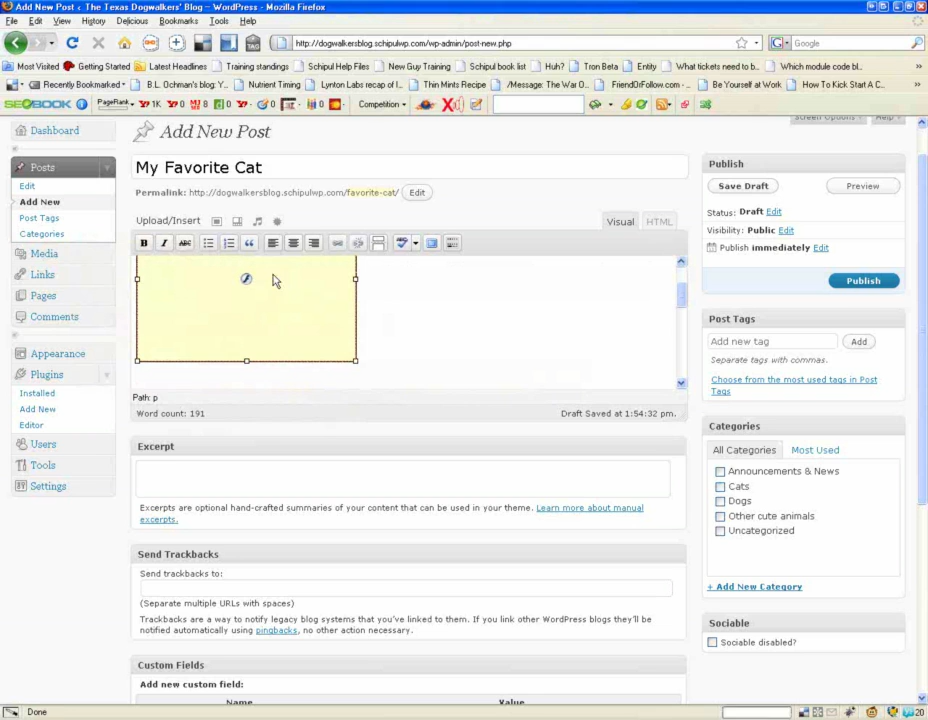 Add New Post ‹ The Texas Dogwalkers' Blog — WordPress - Mozilla Firefox
File Edit View History Delicious Bookmarks Tools Help
http://dogwalkersblog.schipulwp.com/wp-admin/post-new.php
Google
Most Visited Getting Started Latest Headlines Training standings Schipul Help Files New Guy Training Schipul book list Huh? Tron Beta Entity What tickets need to b... Which module code bl...
Recently Bookmarked B.L. Ochman's blog: Y... Nutrient Timing Lynton Labs recap of I... Thin Mints Recipe /Message: The War O... FriendOrFollow.com - ... Be Yourself at Work How To Kick Start A C...
SEOBOOK PageRank 1K 0 8 0 0 0 Competition
Screen Options Help
Dashboard
Add New Post
Posts
Edit
Add New
Post Tags
Categories
Media
Links
Pages
Comments
Appearance
Plugins
Installed
Add New
Editor
Users
Tools
Settings
My Favorite Cat
Permalink: http://dogwalkersblog.schipulwp.com/favorite-cat/ Edit
Upload/Insert
Visual HTML
B I ABC
Path: p
Word count: 191 Draft Saved at 1:54:32 pm.
Excerpt
Excerpts are optional hand-crafted summaries of your content that can be used in your theme. Learn more about manual
excerpts.
Send Trackbacks
Send trackbacks to:
(Separate multiple URLs with spaces)
Trackbacks are a way to notify legacy blog systems that you've linked to them. If you link other WordPress blogs they'll be
notified automatically using pingbacks, no other action necessary.
Custom Fields
Add new custom field:
Name Value
Publish
Save Draft Preview
Status: Draft Edit
Visibility: Public Edit
Publish immediately Edit
Publish
Post Tags
Add new tag Add
Separate tags with commas.
Choose from the most used tags in Post
Tags
Categories
All Categories Most Used
Announcements & News
Cats
Dogs
Other cute animals
Uncategorized
+ Add New Category
Sociable
Sociable disabled?
Done
20